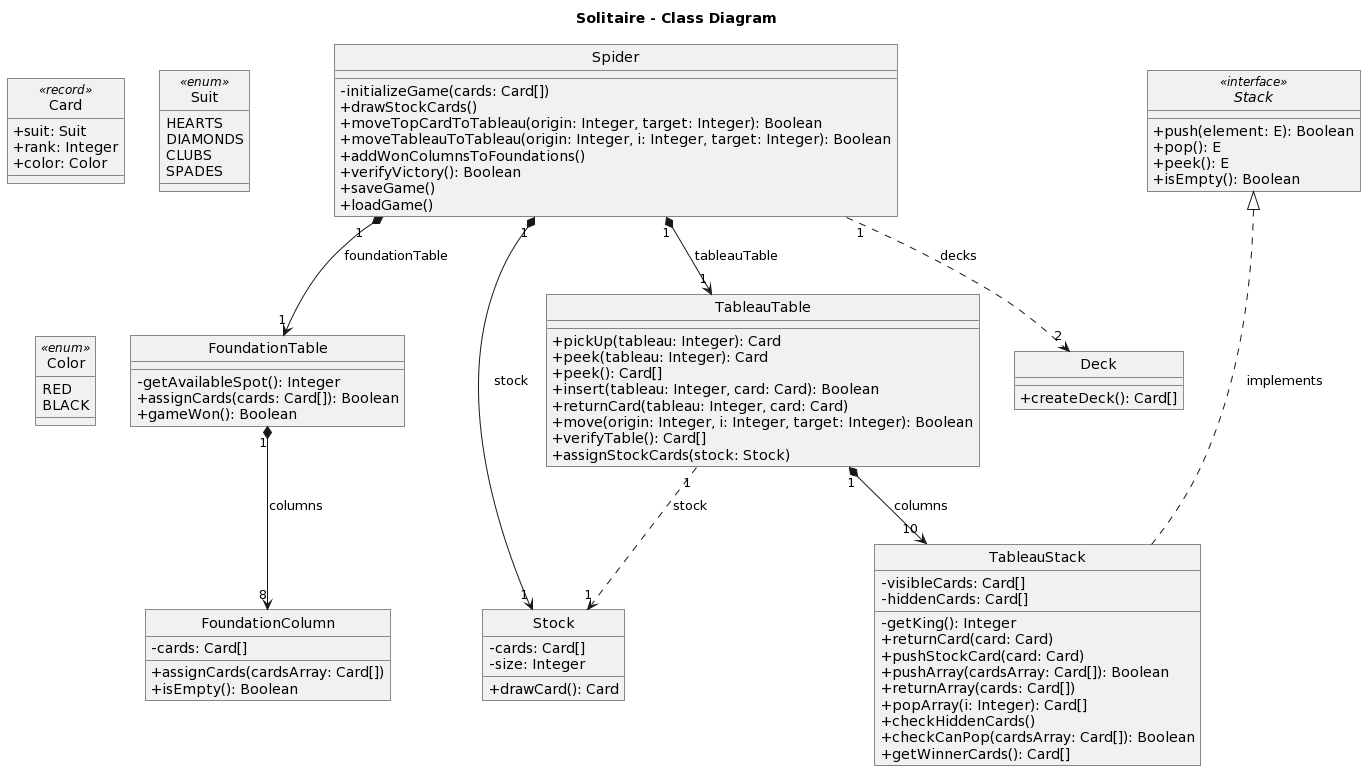 Solitaire - Class Diagram
«record»
Card
+suit: Suit
+rank: Integer
+color: Color
«enum»
Suit
HEARTS
DIAMONDS
CLUBS
SPADES
Spider
-initializeGame(cards: Card[])
+drawStockCards()
+moveTopCardToTableau(origin: Integer, target: Integer): Boolean
+moveTableauToTableau(origin: Integer, i: Integer, target: Integer): Boolean
+addWonColumnsToFoundations()
+verifyVictory(): Boolean
+saveGame()
+loadGame()
«interface»
Stack
+push(element: E): Boolean
+pop(): E
+peek(): E
+isEmpty(): Boolean
1
1
1
1
foundationTable
tableauTable
decks
1
1
2
«enum»
Color
RED
BLACK
FoundationTable
-getAvailableSpot(): Integer
+assignCards(cards: Card[]): Boolean
+gameWon(): Boolean
stock
TableauTable
+pickUp(tableau: Integer): Card
+peek(tableau: Integer): Card
+peek(): Card[]
+insert(tableau: Integer, card: Card): Boolean
+returnCard(tableau: Integer, card: Card)
+move(origin: Integer, i: Integer, target: Integer): Boolean
+verifyTable(): Card[]
+assignStockCards(stock: Stock)
Deck
+createDeck(): Card[]
implements
1
1
1
columns
stock
columns
8
1
1
10
FoundationColumn
-cards: Card[]
+assignCards(cardsArray: Card[])
+isEmpty(): Boolean
Stock
-cards: Card[]
-size: Integer
+drawCard(): Card
TableauStack
-visibleCards: Card[]
-hiddenCards: Card[]
-getKing(): Integer
+returnCard(card: Card)
+pushStockCard(card: Card)
+pushArray(cardsArray: Card[]): Boolean
+returnArray(cards: Card[])
+popArray(i: Integer): Card[]
+checkHiddenCards()
+checkCanPop(cardsArray: Card[]): Boolean
+getWinnerCards(): Card[]